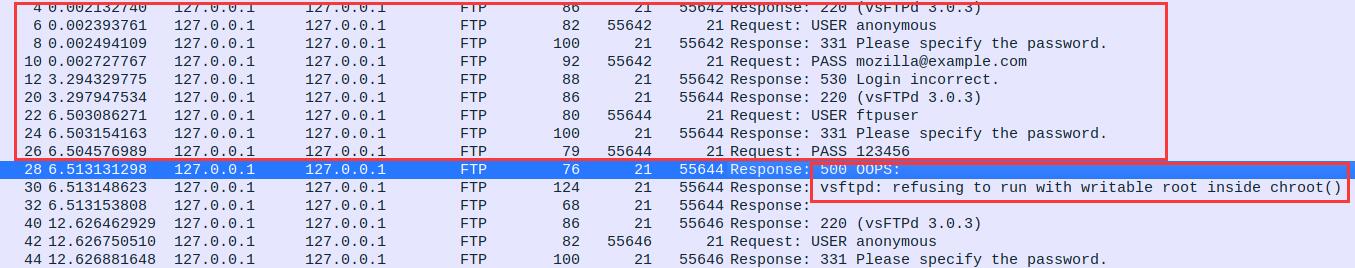 4 0.002132740 127.0.0.1 127.0.0.1 FTP 86 21 55642 Response: 220 (vsFTPd 3.0.3)
6 0.002393761 127.0.0.1 127.0.0.1 FTP 82 55642 21 Request: USER anonymous
8 0.002494109 127.0.0.1 127.0.0.1 FTP 100 21 55642 Response: 331 Please specify the password.
10 0.002727767 127.0.0.1 127.0.0.1 FTP 92 55642 21 Request: PASS mozilla@example.com
12 3.294329775 127.0.0.1 127.0.0.1 FTP 88 21 55642 Response: 530 Login incorrect.
20 3.297947534 127.0.0.1 127.0.0.1 FTP 86 21 55644 Response: 220 (vsFTPd 3.0.3)
22 6.503086271 127.0.0.1 127.0.0.1 FTP 80 55644 21 Request: USER ftpuser
24 6.503154163 127.0.0.1 127.0.0.1 FTP 100 21 55644 Response: 331 Please specify the password.
26 6.504576989 127.0.0.1 127.0.0.1 FTP 79 55644 21 Request: PASS 123456
28 6.513131298 127.0.0.1 127.0.0.1 FTP 76 21 55644 Response: 500 OOPS:
30 6.513148623 127.0.0.1 127.0.0.1 FTP 124 21 55644 Response: vsftpd: refusing to run with writable root inside chroot()
32 6.513153808 127.0.0.1 127.0.0.1 FTP 68 21 55644 Response:
40 12.626462929 127.0.0.1 127.0.0.1 FTP 86 21 55646 Response: 220 (vsFTPd 3.0.3)
42 12.626750510 127.0.0.1 127.0.0.1 FTP 82 55646 21 Request: USER anonymous
44 12.626881648 127.0.0.1 127.0.0.1 FTP 100 21 55646 Response: 331 Please specify the password.